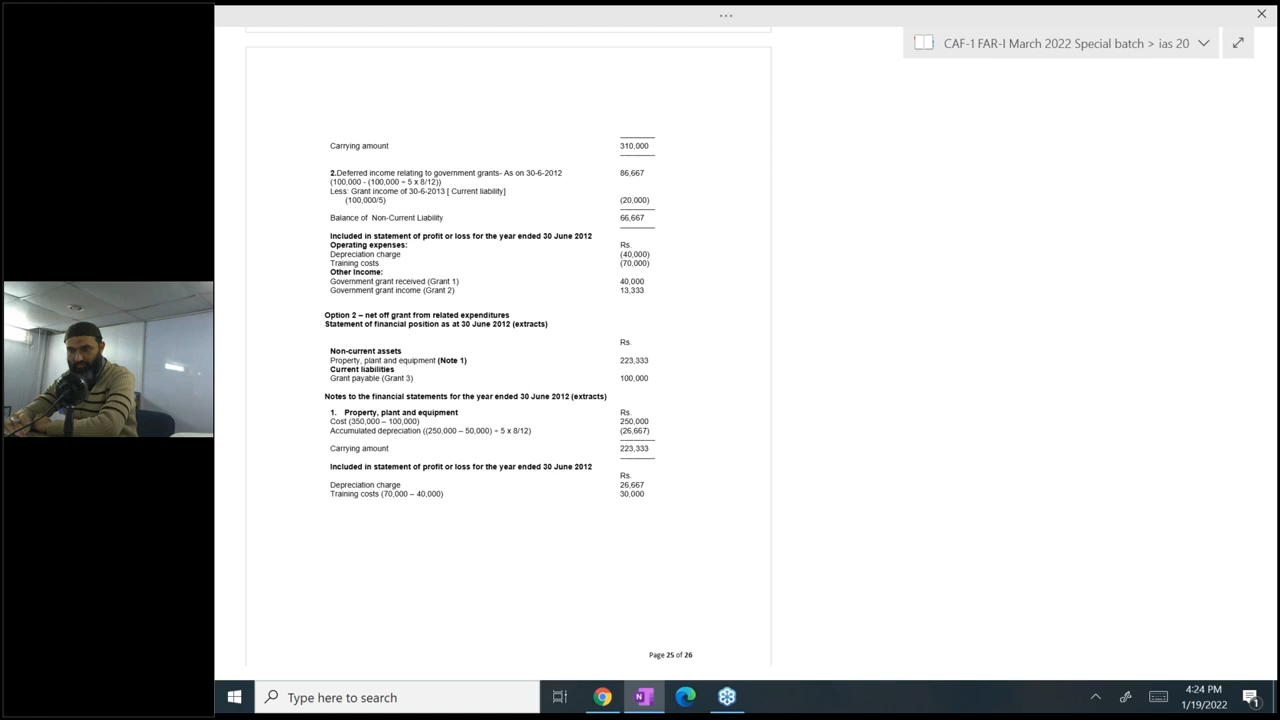 ...
CAF-1 FAR-I March 2022 Special batch > ias 20
Carrying amount 310,000
2.Deferred income relating to government grants- As on 30-6-2012 86,667
(100,000 - (100,000 ÷ 5 x 8/12))
Less: Grant income of 30-6-2013 [ Current liability]
(100,000/5) (20,000)
Balance of Non-Current Liability 66,667
Included in statement of profit or loss for the year ended 30 June 2012
Operating expenses: Rs.
Depreciation charge (40,000)
Training costs (70,000)
Other Income:
Government grant received (Grant 1) 40,000
Government grant income (Grant 2) 13,333
Option 2 – net off grant from related expenditures
Statement of financial position as at 30 June 2012 (extracts)
Rs.
Non-current assets
Property, plant and equipment (Note 1) 223,333
Current liabilities
Grant payable (Grant 3) 100,000
Notes to the financial statements for the year ended 30 June 2012 (extracts)
1. Property, plant and equipment Rs.
Cost (350,000 – 100,000) 250,000
Accumulated depreciation ((250,000 – 50,000) ÷ 5 x 8/12) (26,667)
Carrying amount 223,333
Included in statement of profit or loss for the year ended 30 June 2012
Rs.
Depreciation charge 26,667
Training costs (70,000 – 40,000) 30,000
Page 25 of 26
Type here to search
4:24 PM
1/19/2022
1